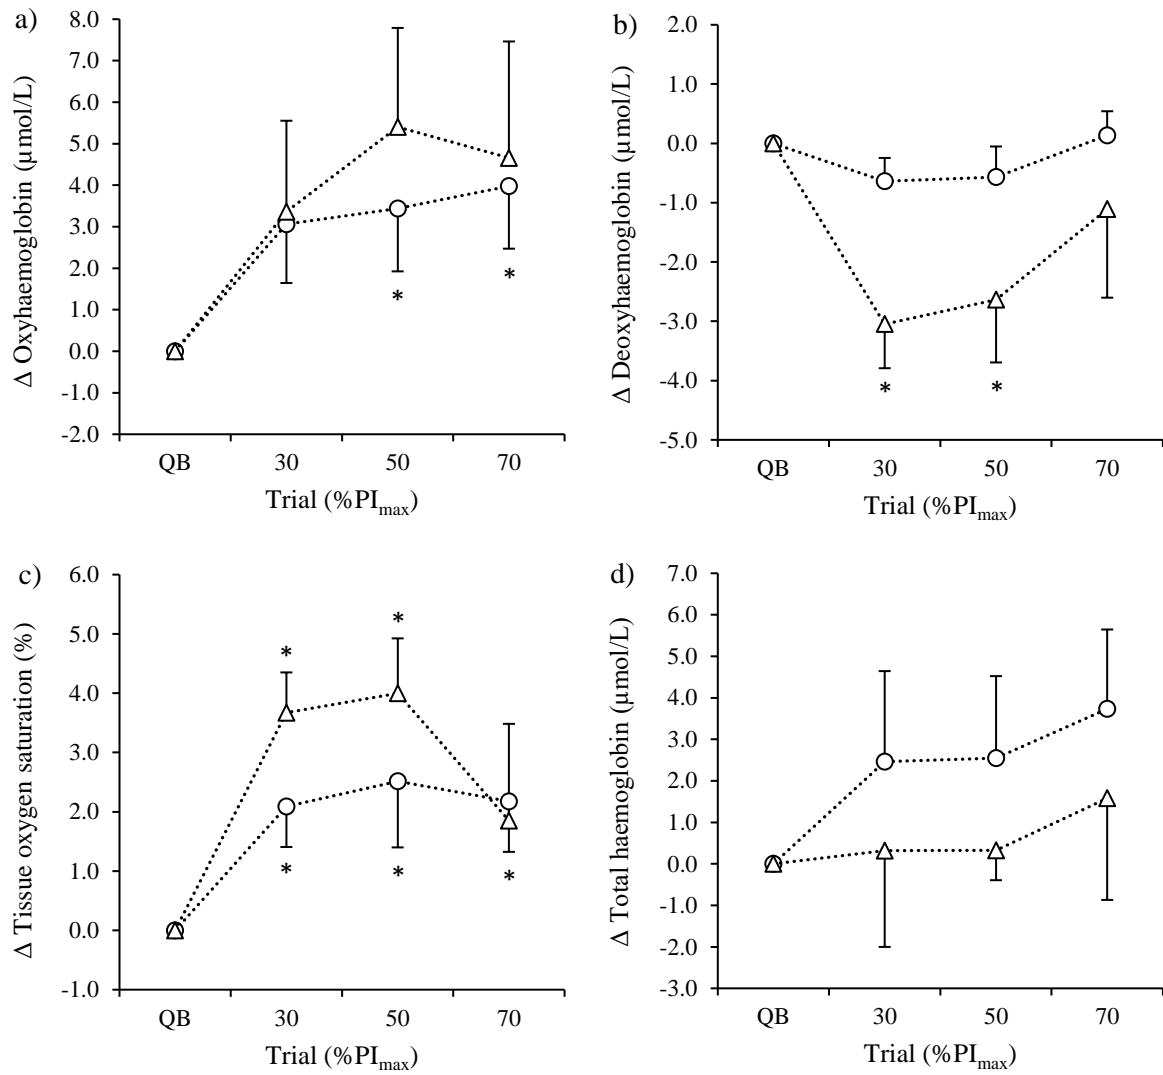 a)
Δ Oxyhaemoglobin (µmol/L)
8.0
7.0
6.0
5.0
4.0
3.0
2.0
1.0
0.0
-1.0
-2.0
*
*
QB 30 50 70
Trial (%PImax)
b)
Δ Deoxyhaemoglobin (µmol/L)
2.0
1.0
0.0
-1.0
-2.0
-3.0
-4.0
-5.0
*
*
QB 30 50 70
Trial (%PImax)
c)
Δ Tissue oxygen saturation (%)
6.0
5.0
4.0
3.0
2.0
1.0
0.0
-1.0
*
*
* * *
QB 30 50 70
Trial (%PImax)
d)
Δ Total haemoglobin (µmol/L)
7.0
6.0
5.0
4.0
3.0
2.0
1.0
0.0
-1.0
-2.0
-3.0
QB 30 50 70
Trial (%PImax)